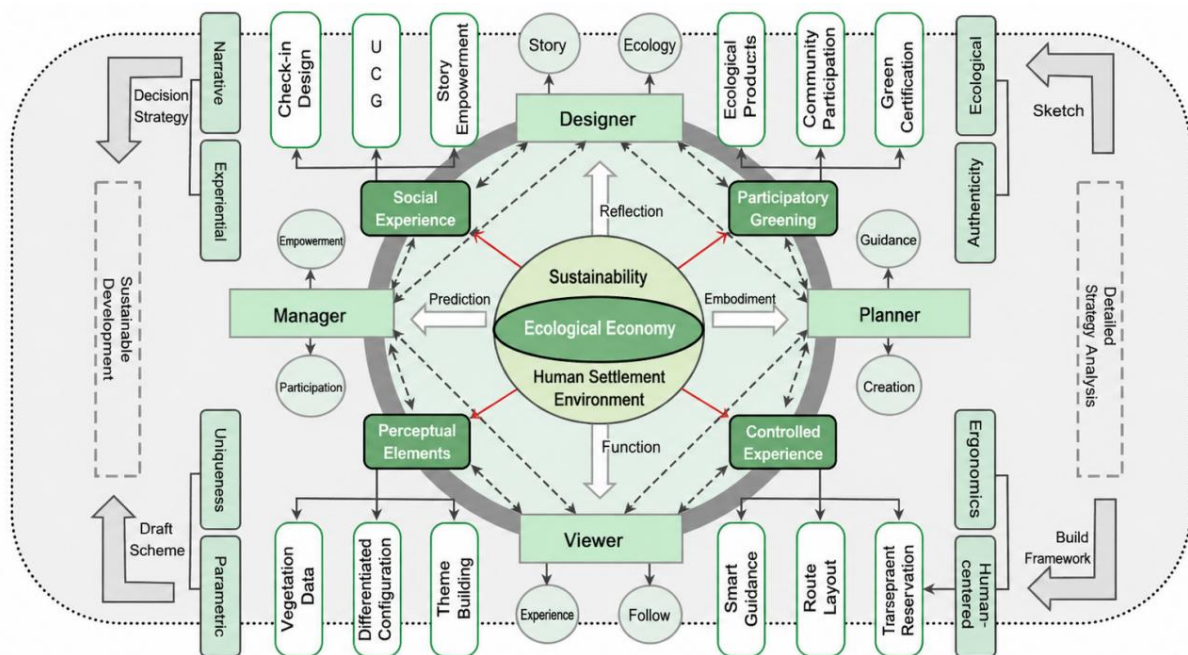 Narrative
Check-in
Design
U
C
G
Story
Empowerment
Story
Ecology
Ecological
Products
Community
Participation
Green
Certification
Ecological
Decision
Strategy
Designer
Sketch
Experiential
Social
Experience
Reflection
Participatory
Greening
Authenticity
Empowerment
Guidance
Sustainable
Development
Manager
Prediction
Sustainability
Ecological Economy
Human Settlement
Environment
Embodiment
Planner
Detailed
Strategy Analysis
Participation
Creation
Uniqueness
Perceptual
Elements
Function
Controlled
Experience
Ergonomics
Draft
Scheme
Viewer
Build
Framework
Parametric
Vegetation
Data
Differentiated
Configuration
Theme
Building
Experience
Follow
Smart
Guidance
Route
Layout
Transepraent
Reservation
Human-
centered